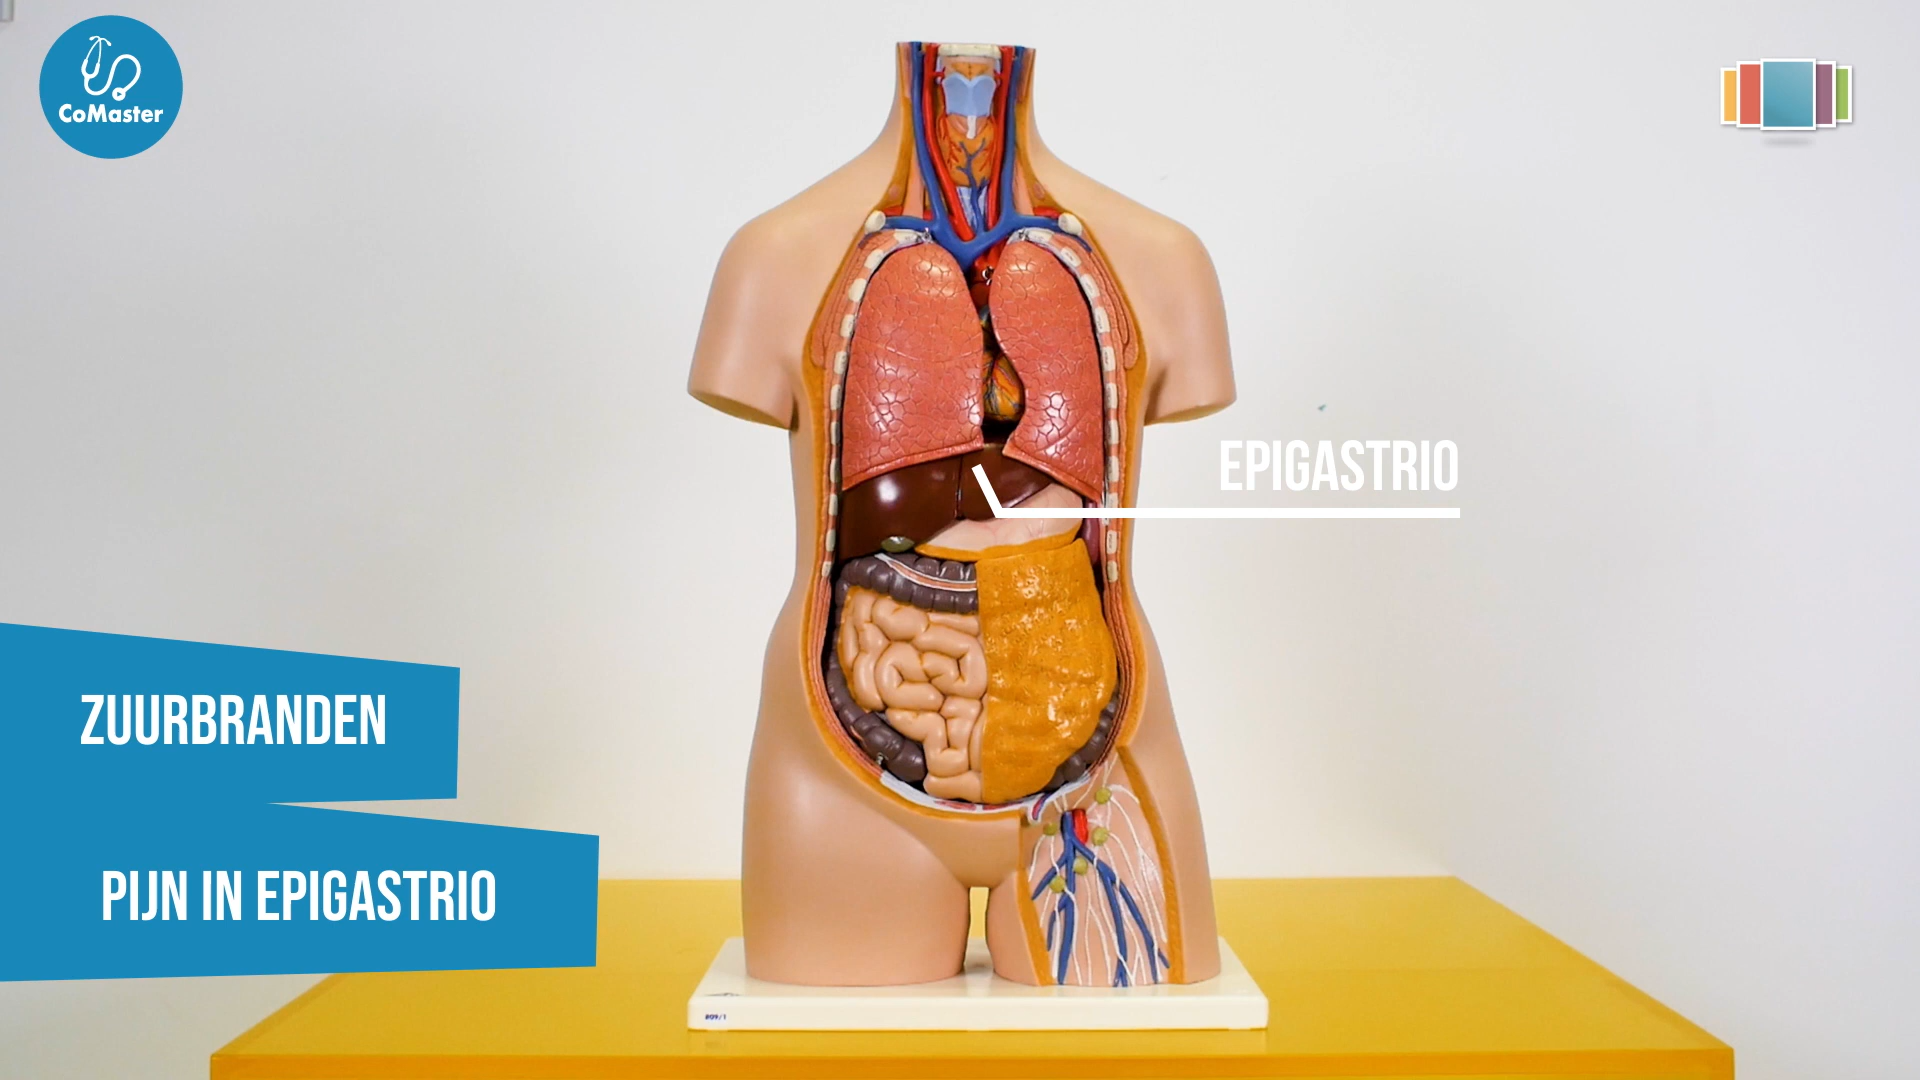 CoMaster
EPIGASTRIO
ZUURBRANDEN
PIJN IN EPIGASTRIO